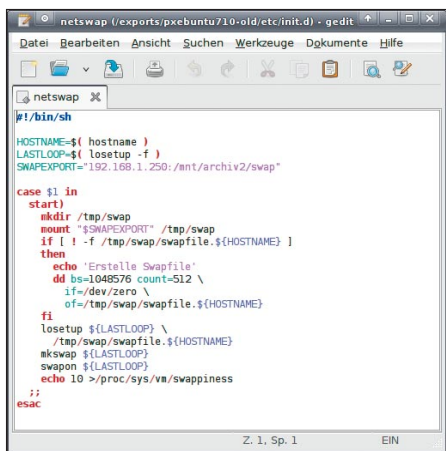 netswap (/exports/pxebuntu710-old/etc/init.d) - gedit
Datei Bearbeiten Ansicht Suchen Werkzeuge Dokumente Hilfe
netswap
#!/bin/sh
HOSTNAME=$( hostname )
LASTLOOP=$( losetup -f )
SWAPEXPORT="192.168.1.250:/mnt/archiv2/swap"
case $1 in
start)
mkdir /tmp/swap
mount "$SWAPEXPORT" /tmp/swap
if [ ! -f /tmp/swap/swapfile.${HOSTNAME} ]
then
echo 'Erstelle Swapfile'
dd bs=1048576 count=512 \
if=/dev/zero \
of=/tmp/swap/swapfile.${HOSTNAME}
fi
losetup ${LASTLOOP} \
/tmp/swap/swapfile.${HOSTNAME}
mkswap ${LASTLOOP}
swapon ${LASTLOOP}
echo 10 >/proc/sys/vm/swappiness
;;
esac
Z. 1, Sp. 1 EIN